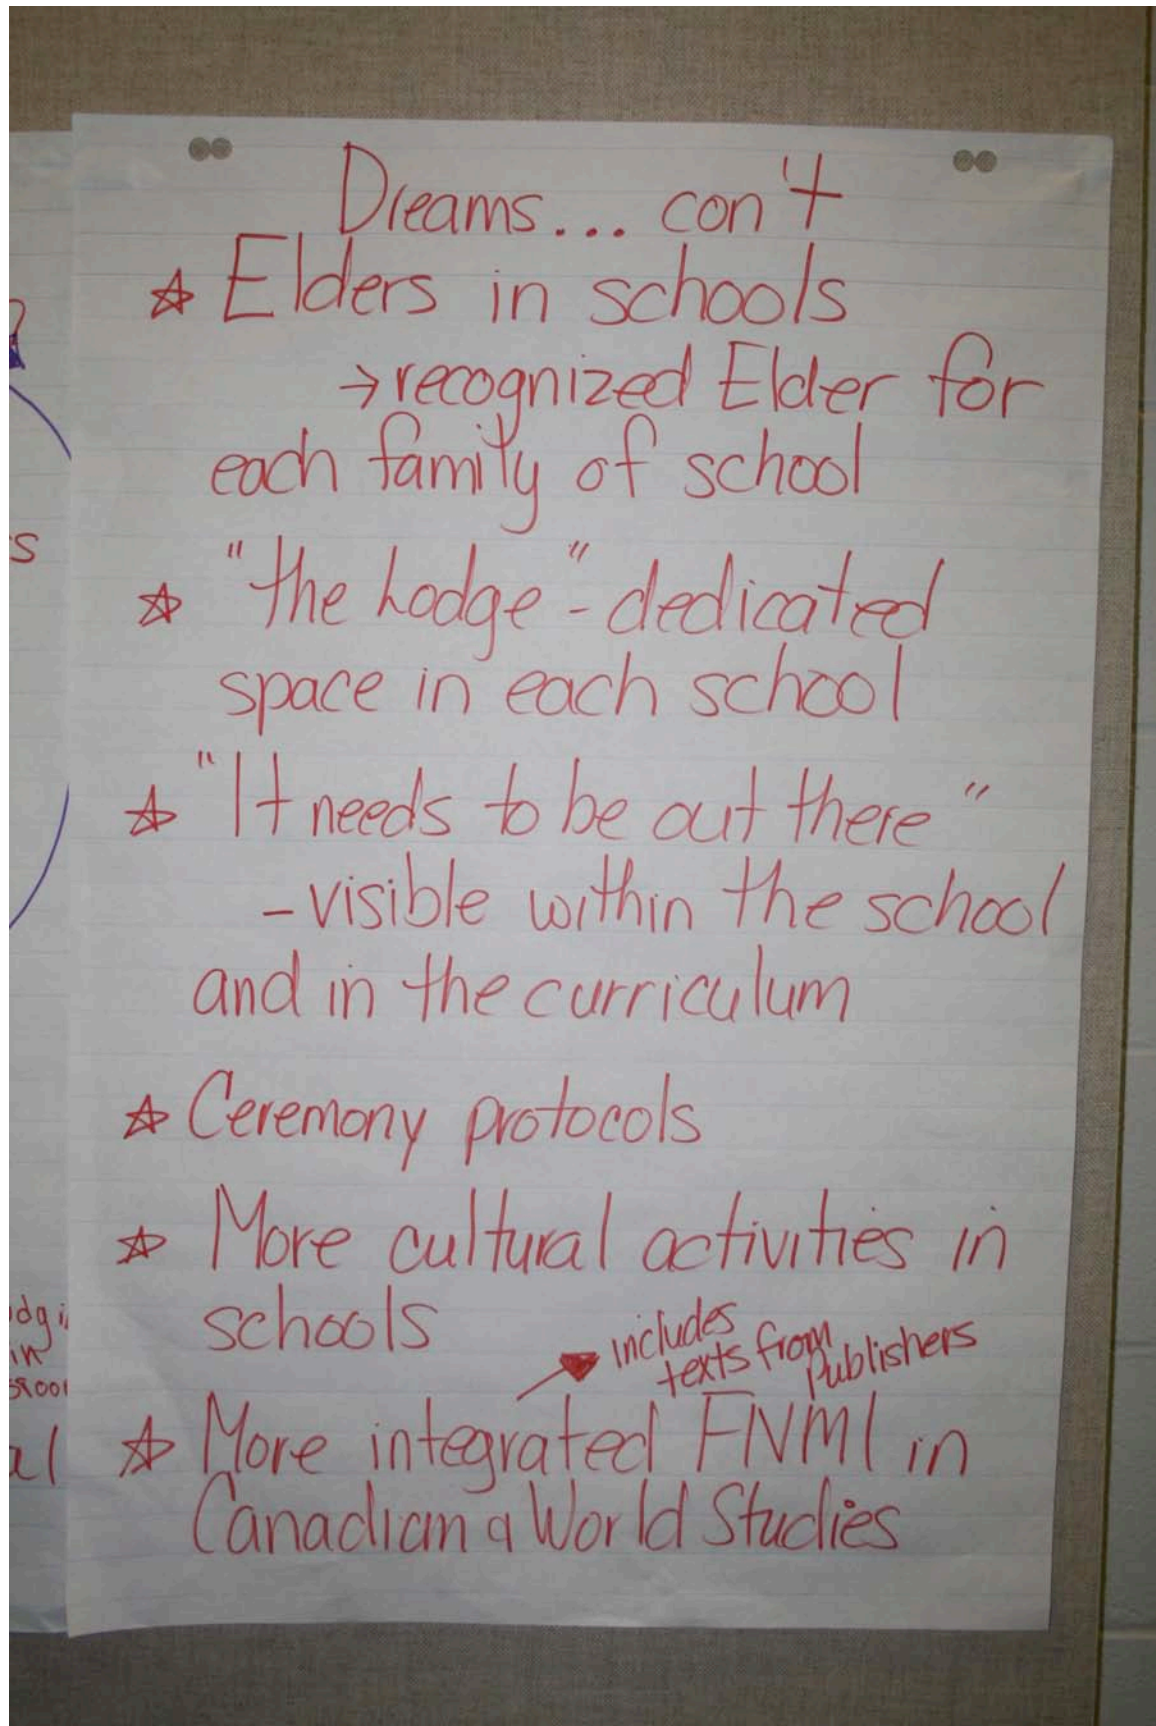 Dreams... con't
☆ Elders in schools
→ recognized Elder for
each family of school
☆ "the Lodge" - dedicated
space in each school
☆ "It needs to be out there"
- visible within the school
and in the curriculum
☆ Ceremony protocols
☆ More cultural activities in
schools
includes
texts from Publishers
☆ More integrated FNMI in
Canadian & World Studies